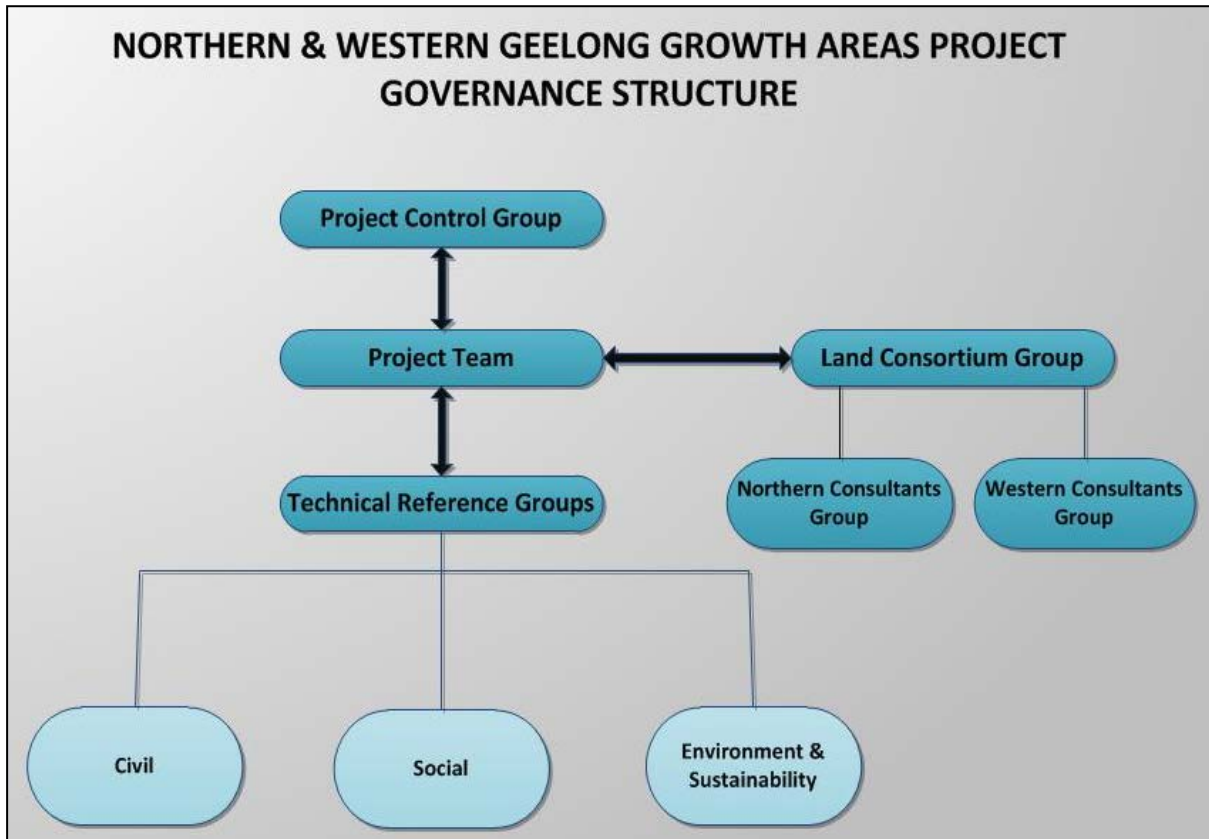 NORTHERN & WESTERN GEELONG GROWTH AREAS PROJECT
GOVERNANCE STRUCTURE
Project Control Group
Project Team
Land Consortium Group
Technical Reference Groups
Northern Consultants
Group
Western Consultants
Group
Civil
Social
Environment &
Sustainability